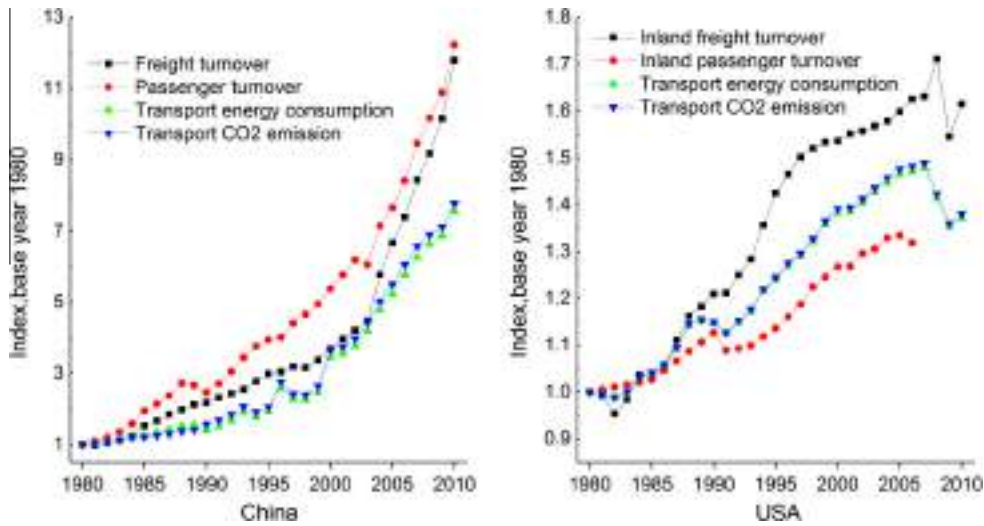 Index,base year 1980
13
11
9
7
5
3
1
Freight turnover
Passenger turnover
Transport energy consumption
Transport CO2 emission
1980 1985 1990 1995 2000 2005 2010
China
Index,base year 1980
1.8
1.7
1.6
1.5
1.4
1.3
1.2
1.1
1.0
0.9
Inland freight turnover
Inland passenger turnover
Transport energy consumption
Transport CO2 emission
1980 1985 1990 1995 2000 2005 2010
USA